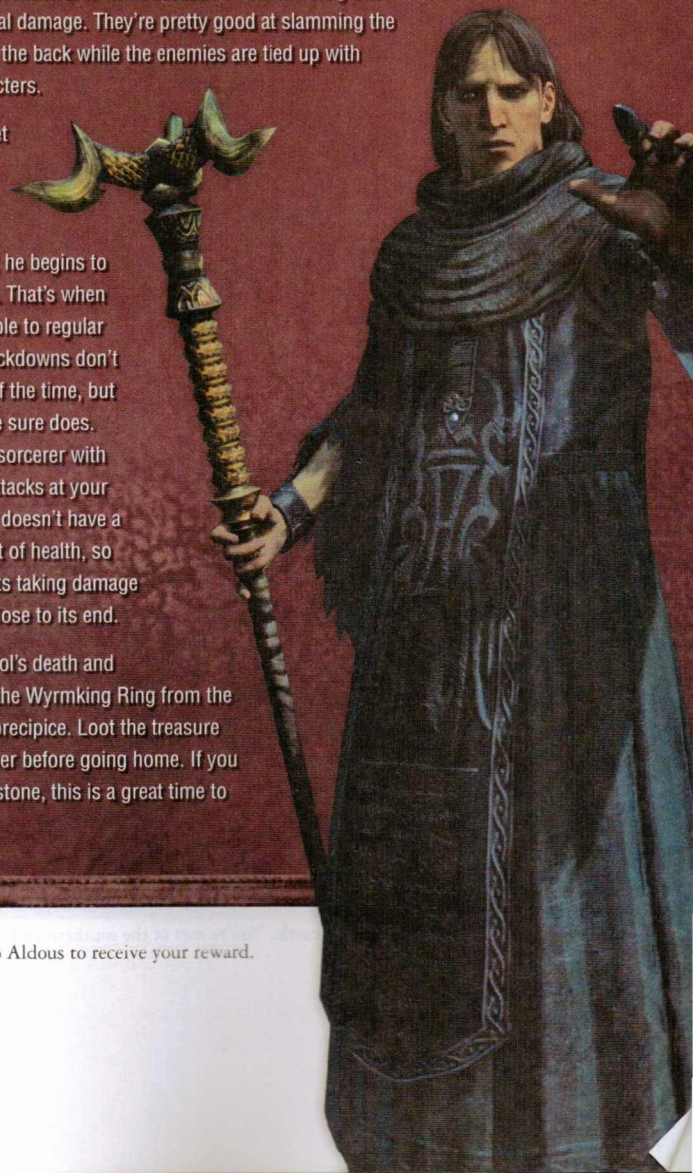 al damage. They're pretty good at slamming the
the back while the enemies are tied up with
cters.
et
he begins to
. That's when
ble to regular
ckdowns don't
of the time, but
e sure does.
sorcerer with
ttacks at your
doesn't have a
t of health, so
ts taking damage
ose to its end.
ol's death and
he Wyrmking Ring from the
precipice. Loot the treasure
er before going home. If you
stone, this is a great time to
Aldous to receive your reward.